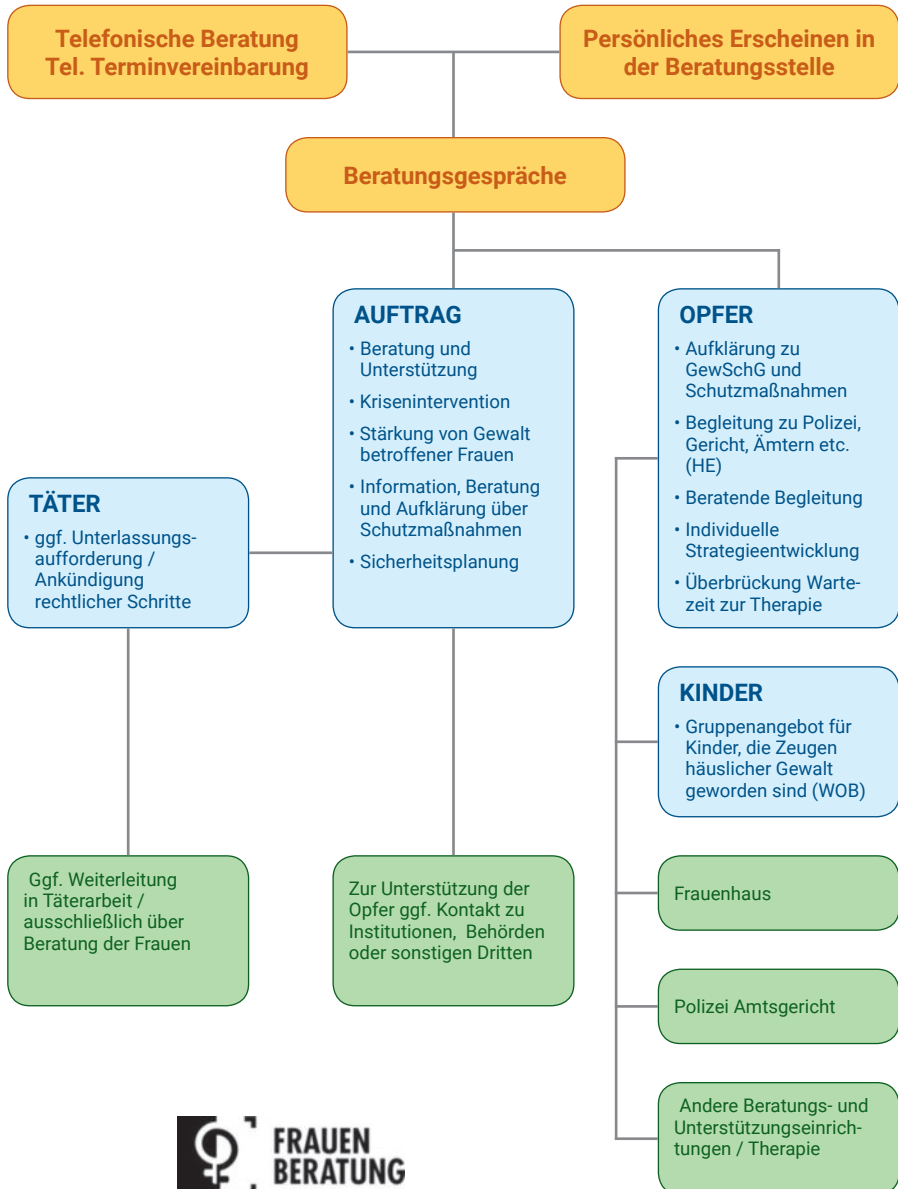 Telefonische Beratung
Tel. Terminvereinbarung
Persönliches Erscheinen in
der Beratungsstelle
Beratungsgespräche
AUFTRAG
• Beratung und
Unterstützung
• Krisenintervention
• Stärkung von Gewalt
betroffener Frauen
• Information, Beratung
und Aufklärung über
Schutzmaßnahmen
• Sicherheitsplanung
OPFER
• Aufklärung zu
GewSchG und
Schutzmaßnahmen
• Begleitung zu Polizei,
Gericht, Ämtern etc.
(HE)
• Beratende Begleitung
• Individuelle
Strategieentwicklung
• Überbrückung Warte-
zeit zur Therapie
TÄTER
• ggf. Unterlassungs-
aufforderung /
Ankündigung
rechtlicher Schritte
KINDER
• Gruppenangebot für
Kinder, die Zeugen
häuslicher Gewalt
geworden sind (WOB)
Ggf. Weiterleitung
in Täterarbeit /
ausschließlich über
Beratung der Frauen
Zur Unterstützung der
Opfer ggf. Kontakt zu
Institutionen, Behörden
oder sonstigen Dritten
Frauenhaus
Polizei Amtsgericht
Andere Beratungs- und
Unterstützungseinrich-
tungen / Therapie
FRAUEN
BERATUNG